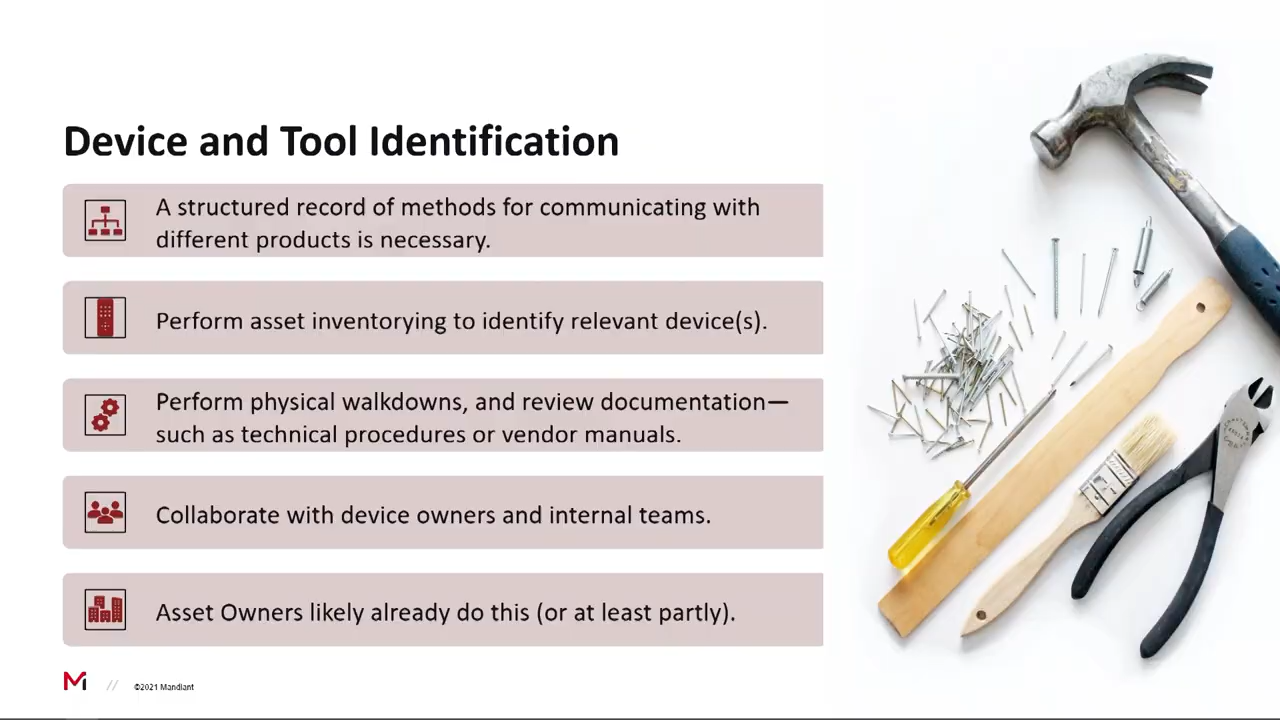 Device and Tool Identification
A structured record of methods for communicating with
different products is necessary.
Perform asset inventorying to identify relevant device(s).
Perform physical walkdowns, and review documentation—
such as technical procedures or vendor manuals.
Collaborate with device owners and internal teams.
Asset Owners likely already do this (or at least partly).
M // ©2021 Mandiant